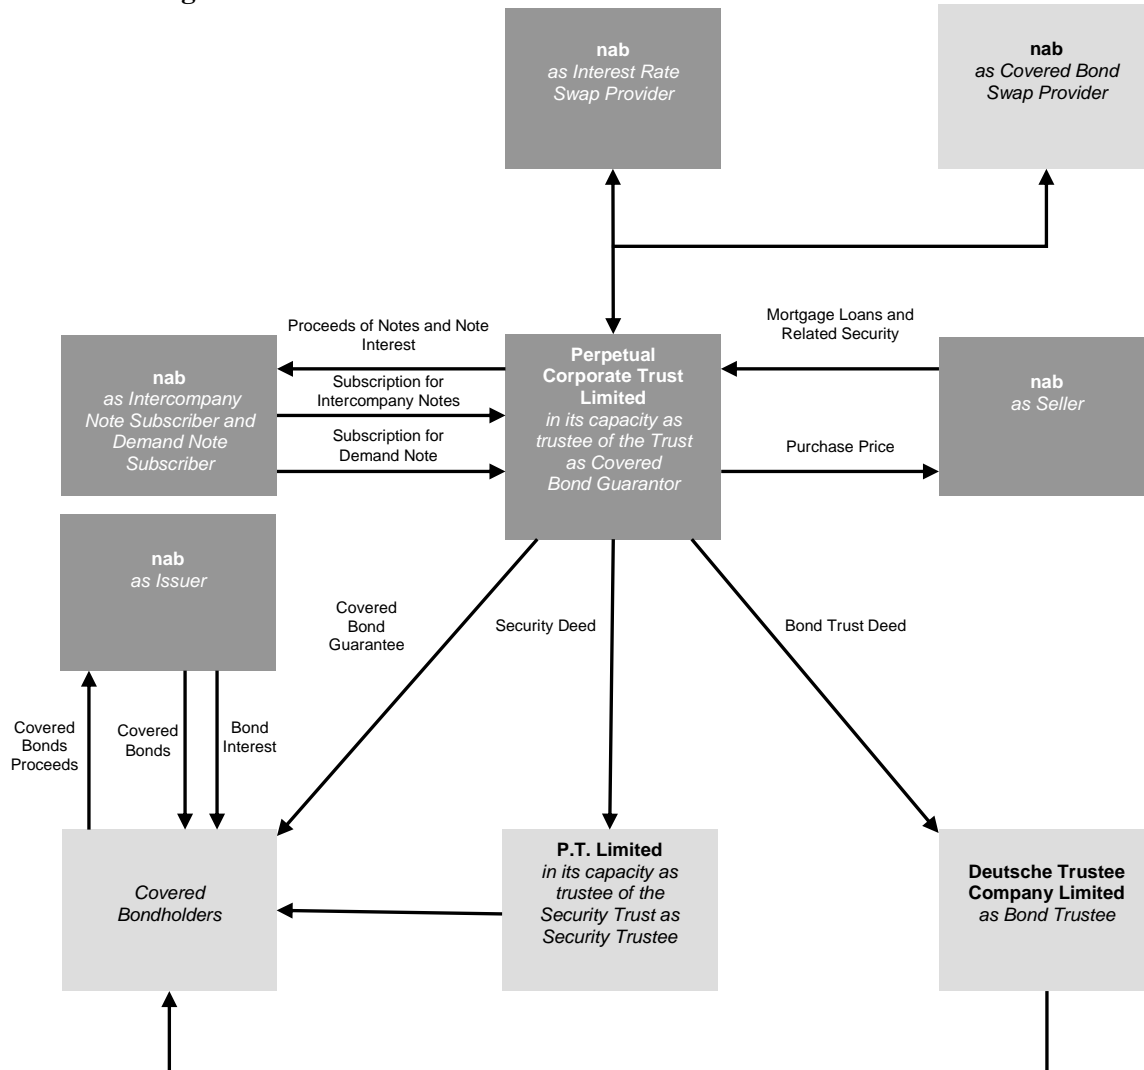 nab
as Interest Rate
Swap Provider
nab
as Covered Bond
Swap Provider
Proceeds of Notes and Note
Interest
Mortgage Loans and
Related Security
nab
as Intercompany
Note Subscriber and
Demand Note
Subscriber
Subscription for
Intercompany Notes
Subscription for
Demand Note
Perpetual
Corporate Trust
Limited
in its capacity as
trustee of the Trust
as Covered
Bond Guarantor
nab
as Seller
Purchase Price
nab
as Issuer
Covered
Bond
Guarantee
Security Deed
Bond Trust Deed
Covered
Bonds
Proceeds
Covered
Bonds
Bond
Interest
Covered
Bondholders
P.T. Limited
in its capacity as
trustee of the
Security Trust as
Security Trustee
Deutsche Trustee
Company Limited
as Bond Trustee